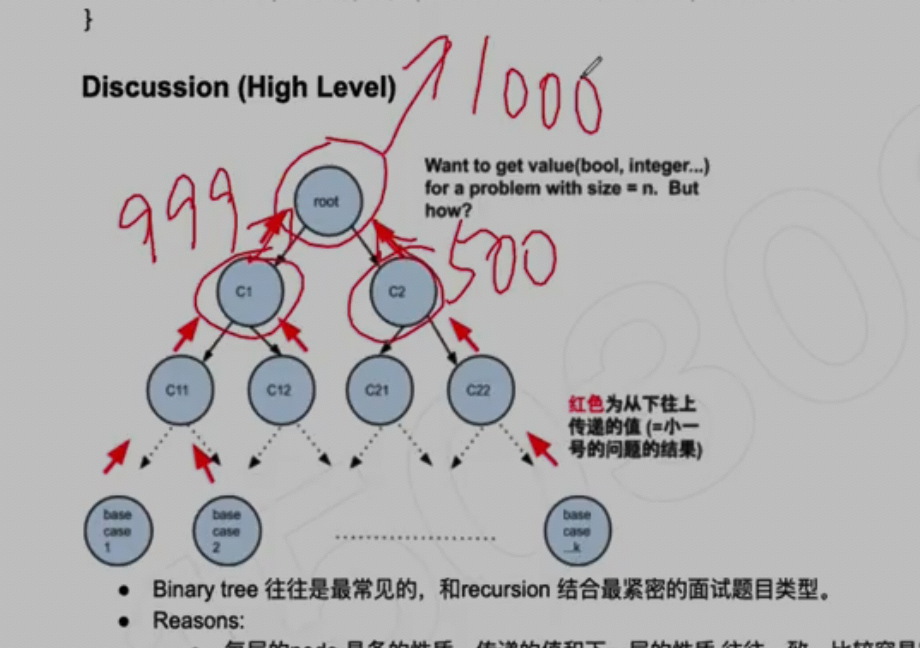 }
Discussion (High Level)
1000
Want to get value(bool, integer...)
for a problem with size = n. But
how?
999
root
500
C1
C2
C11
C12
C21
C22
红色为从下往上
传递的值 (=小一
号的问题的结果)
base
case
1
base
case
2
base
case
...k
Binary tree 往往是最常见的，和recursion 结合最紧密的面试题目类型。
Reasons: